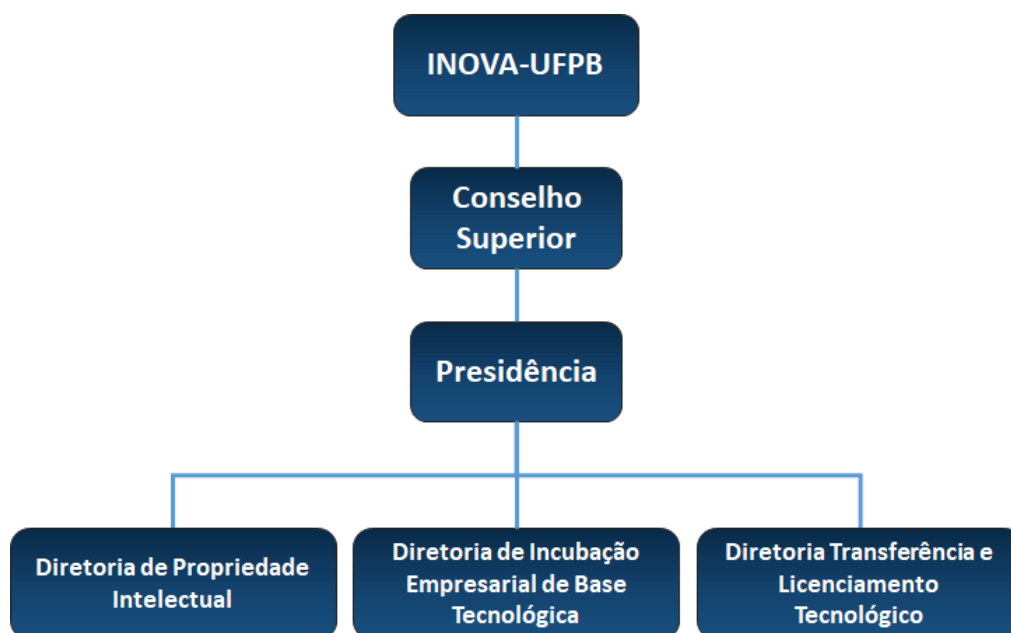 INOVA-UFPB
Conselho
Superior
Presidência
Diretoria de Propriedade
Intelectual
Diretoria de Incubação
Empresarial de Base
Tecnológica
Diretoria Transferência e
Licenciamento
Tecnológico